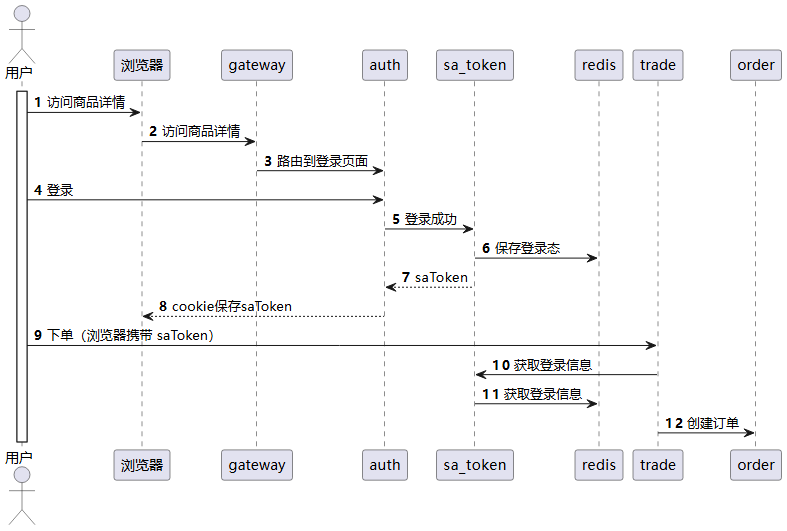 用户
浏览器 gateway auth sa_token redis trade order
1 访问商品详情
2 访问商品详情
3 路由到登录页面
4 登录
5 登录成功
6 保存登录态
7 saToken
8 cookie保存saToken
9 下单（浏览器携带 saToken）
10 获取登录信息
11 获取登录信息
12 创建订单
用户
浏览器 gateway auth sa_token redis trade order